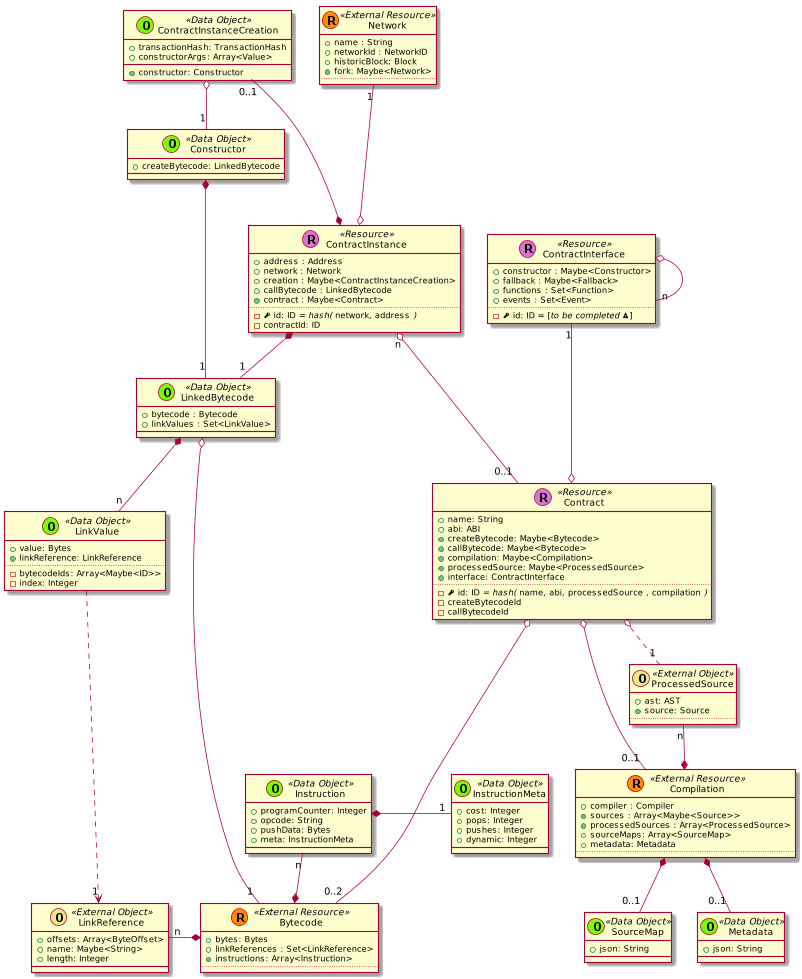 O «Data Object»
ContractInstanceCreation
transactionHash: TransactionHash
constructorArgs: Array<Value>
constructor: Constructor
R «External Resource»
Network
name : String
networkId : NetworkID
historicBlock: Block
fork: Maybe<Network>
0..1
1
1
O «Data Object»
Constructor
createBytecode: LinkedBytecode
R «Resource»
ContractInstance
address : Address
network : Network
creation : Maybe<ContractInstanceCreation>
callBytecode : LinkedBytecode
contract : Maybe<Contract>
id: ID = hash( network, address )
contractId: ID
R «Resource»
ContractInterface
constructor : Maybe<Constructor>
fallback : Maybe<Fallback>
functions : Set<Function>
events : Set<Event>
id: ID = [to be completed ♟]
n
n
1
1
1
O «Data Object»
LinkedBytecode
bytecode : Bytecode
linkValues : Set<LinkValue>
0..1
n
R «Resource»
Contract
name: String
abi: ABI
createBytecode: Maybe<Bytecode>
callBytecode: Maybe<Bytecode>
compilation: Maybe<Compilation>
processedSource: Maybe<ProcessedSource>
interface: ContractInterface
id: ID = hash( name, abi, processedSource , compilation )
createBytecodeId
callBytecodeId
O «Data Object»
LinkValue
value: Bytes
linkReference: LinkReference
bytecodeIds: Array<Maybe<ID>>
index: Integer
1
O «External Object»
ProcessedSource
ast: AST
source: Source
n
0..1
O «Data Object»
Instruction
programCounter: Integer
opcode: String
pushData: Bytes
meta: InstructionMeta
1
O «Data Object»
InstructionMeta
cost: Integer
pops: Integer
pushes: Integer
dynamic: Integer
R «External Resource»
Compilation
compiler : Compiler
sources : Array<Maybe<Source>>
processedSources : Array<ProcessedSource>
sourceMaps: Array<SourceMap>
metadata: Metadata
n
1
1
0..2
0..1
0..1
O «External Object»
LinkReference
offsets: Array<ByteOffset>
name: Maybe<String>
length: Integer
n
R «External Resource»
Bytecode
bytes: Bytes
linkReferences : Set<LinkReference>
instructions: Array<Instruction>
O «Data Object»
SourceMap
json: String
O «Data Object»
Metadata
json: String